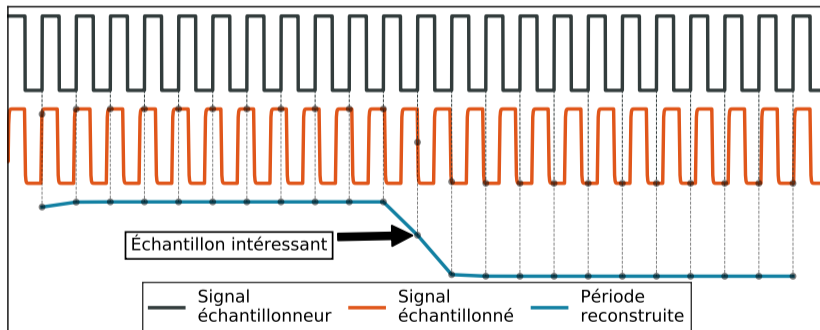 Échantillon intéressant
Signal
échantillonneur
Signal
échantillonné
Période
reconstruite